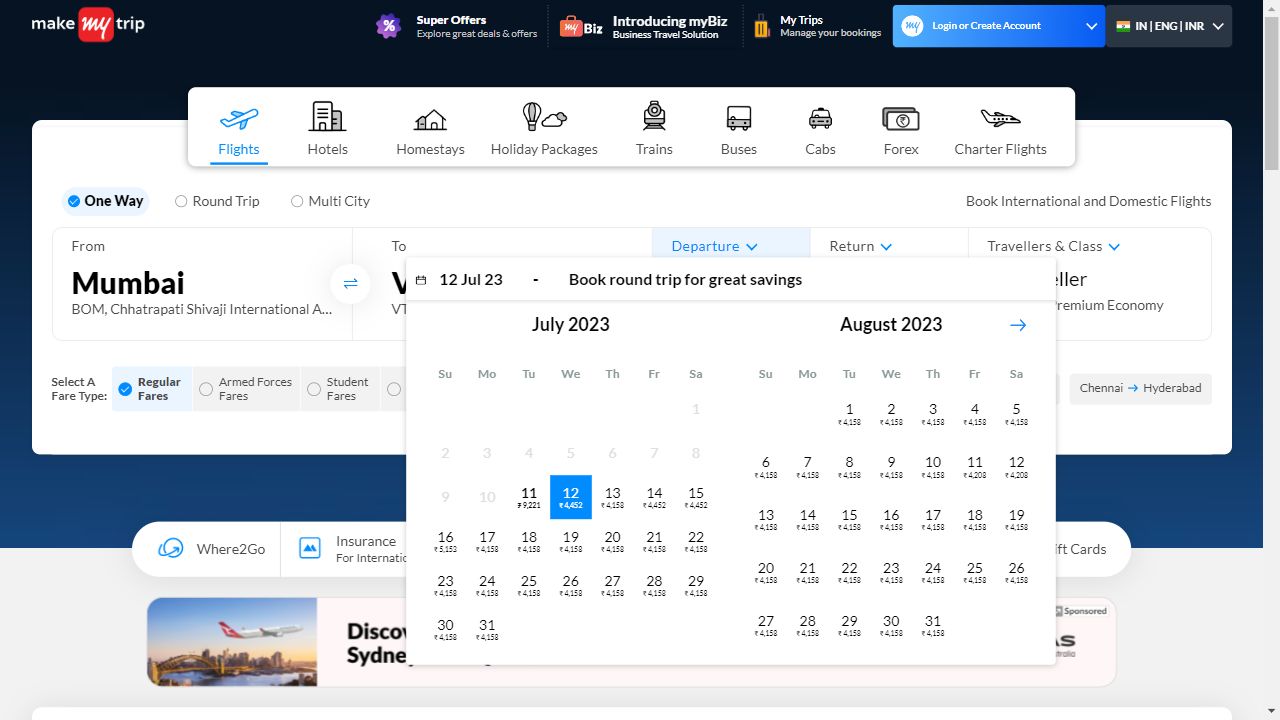 make my trip
Super Offers
Explore great deals & offers
my Biz
Introducing myBiz
Business Travel Solution
My Trips
Manage your bookings
my
Login or Create Account
IN | ENG | INR
Flights
Hotels
Homestays
Holiday Packages
Trains
Buses
Cabs
Forex
Charter Flights
One Way
Round Trip
Multi City
Book International and Domestic Flights
From
Mumbai
BOM, Chhatrapati Shivaji International A...
To
V
VT
Departure
Return
Travellers & Class
eller
remium Economy
12 Jul 23 - Book round trip for great savings
July 2023
Su Mo Tu We Th Fr Sa
1
2 3 4 5 6 7 8
9 10 11 12 13 14 15
₹ 9,221 ₹ 4,452 ₹ 4,158 ₹ 4,452 ₹ 4,452
16 17 18 19 20 21 22
₹ 5,153 ₹ 4,158 ₹ 4,158 ₹ 4,158 ₹ 4,158 ₹ 4,158 ₹ 4,158
23 24 25 26 27 28 29
₹ 4,158 ₹ 4,158 ₹ 4,158 ₹ 4,158 ₹ 4,158 ₹ 4,158 ₹ 4,158
30 31
₹ 4,158 ₹ 4,158
August 2023
Su Mo Tu We Th Fr Sa
1 2 3 4 5
₹ 4,158 ₹ 4,158 ₹ 4,158 ₹ 4,158 ₹ 4,158
6 7 8 9 10 11 12
₹ 4,158 ₹ 4,158 ₹ 4,158 ₹ 4,158 ₹ 4,158 ₹ 4,208 ₹ 4,208
13 14 15 16 17 18 19
₹ 4,158 ₹ 4,158 ₹ 4,158 ₹ 4,158 ₹ 4,158 ₹ 4,158 ₹ 4,158
20 21 22 23 24 25 26
₹ 4,158 ₹ 4,158 ₹ 4,158 ₹ 4,158 ₹ 4,158 ₹ 4,158 ₹ 4,158
27 28 29 30 31
₹ 4,158 ₹ 4,158 ₹ 4,158 ₹ 4,158 ₹ 4,158
Select A
Fare Type:
Regular
Fares
Armed Forces
Fares
Student
Fares
Chennai → Hyderabad
Where2Go
Insurance
For Internatio
ift Cards
Discov
Sydney
Sponsored
AS
stralia